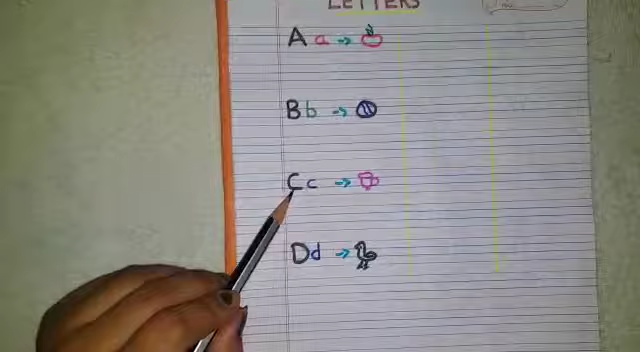 LETTERS
A a →
B b →
C c →
D d →